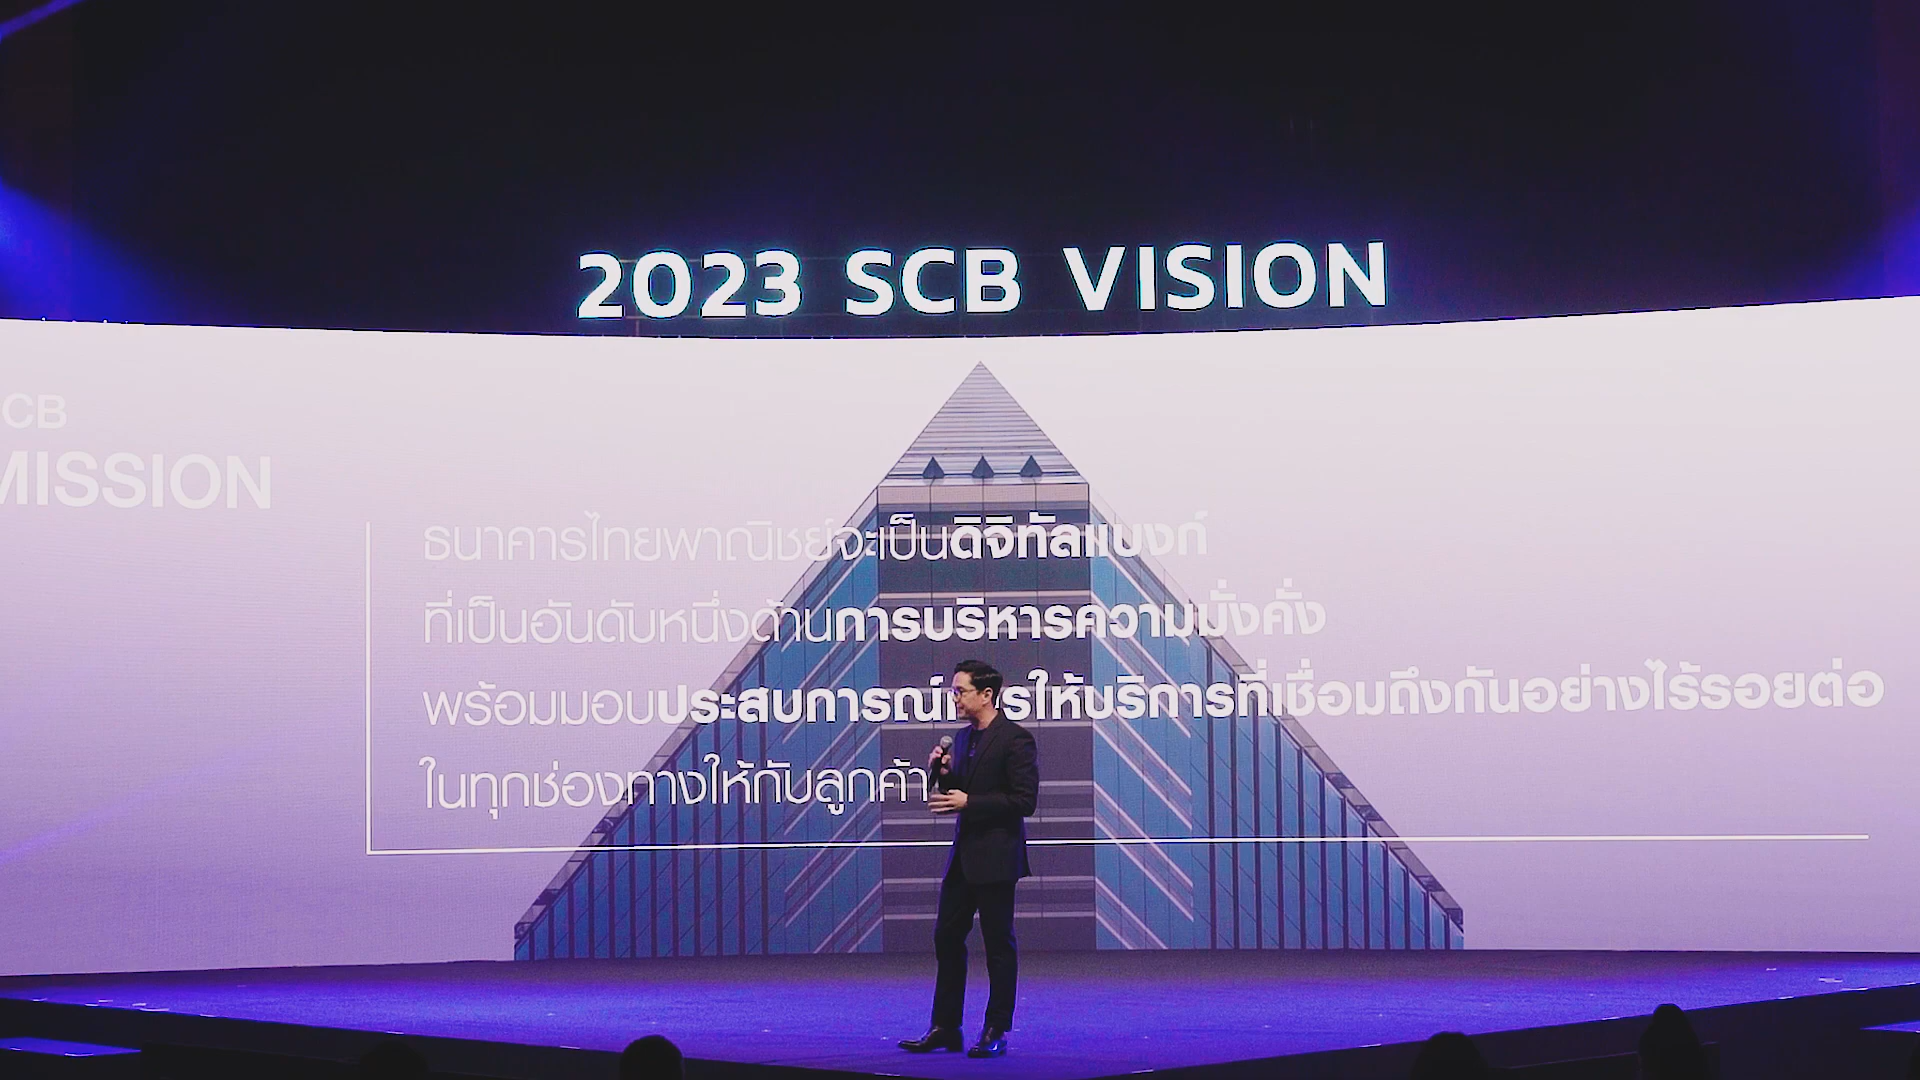 2023 SCB VISION
CB
MISSION
ธนาคารไทยพาณิชย์จะเป็นดิจิทัลแบงก์
ที่เป็นอันดับหนึ่งด้านการบริหารความมั่งคั่ง
พร้อมมอบประสบการณ์การให้บริการที่เชื่อมถึงกันอย่างไร้รอยต่อ
ในทุกช่องทางให้กับลูกค้า